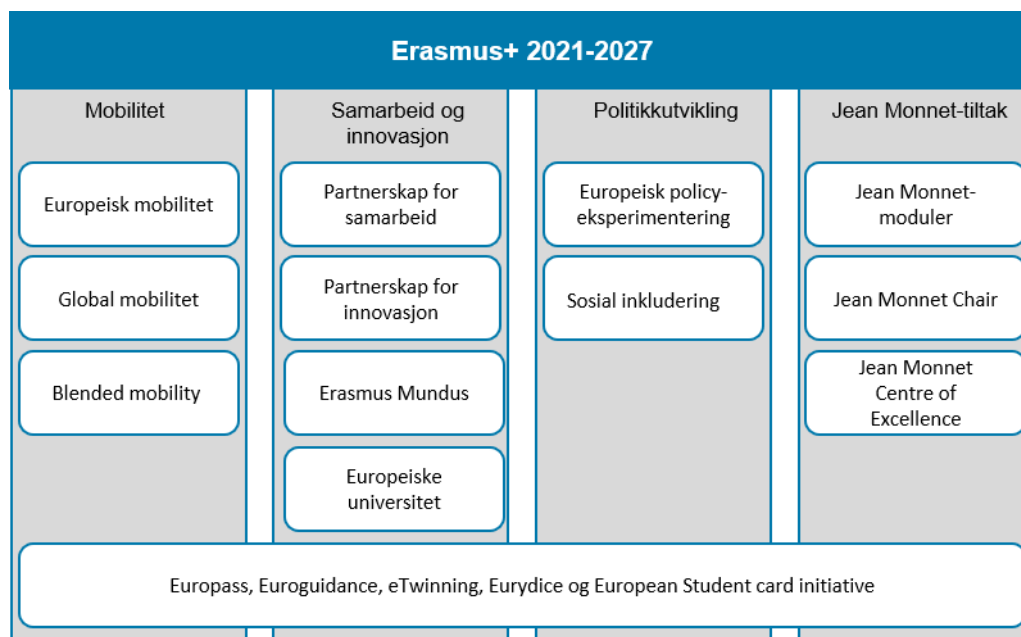 Erasmus+ 2021-2027
Mobilitet
Europeisk mobilitet
Global mobilitet
Blended mobility
Samarbeid og
innovasjon
Partnerskap for
samarbeid
Partnerskap for
innovasjon
Erasmus Mundus
Europeiske
universitet
Politikkutvikling
Europeisk policy-
eksperimentering
Sosial inkludering
Jean Monnet-tiltak
Jean Monnet-
moduler
Jean Monnet Chair
Jean Monnet
Centre of
Excellence
Europass, Euroguidance, eTwinning, Eurydice og European Student card initiative